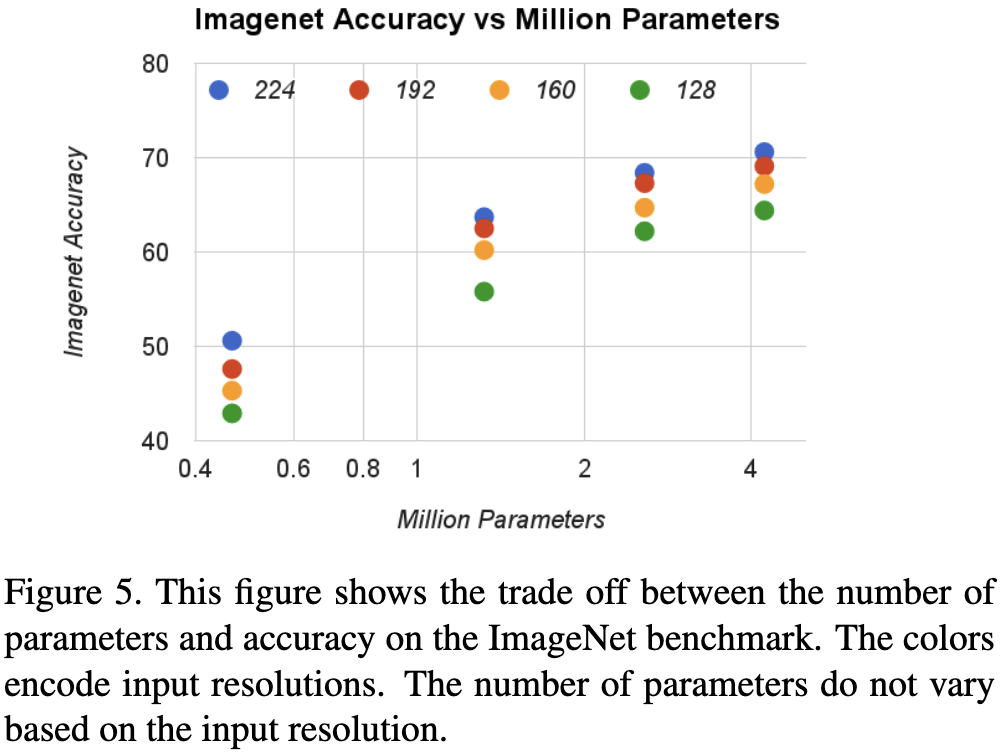 Imagenet Accuracy vs Million Parameters
80
224 192 160 128
70
60
50
40
Imagenet Accuracy
0.4 0.6 0.8 1 2 4
Million Parameters
Figure 5. This figure shows the trade off between the number of
parameters and accuracy on the ImageNet benchmark. The colors
encode input resolutions. The number of parameters do not vary
based on the input resolution.